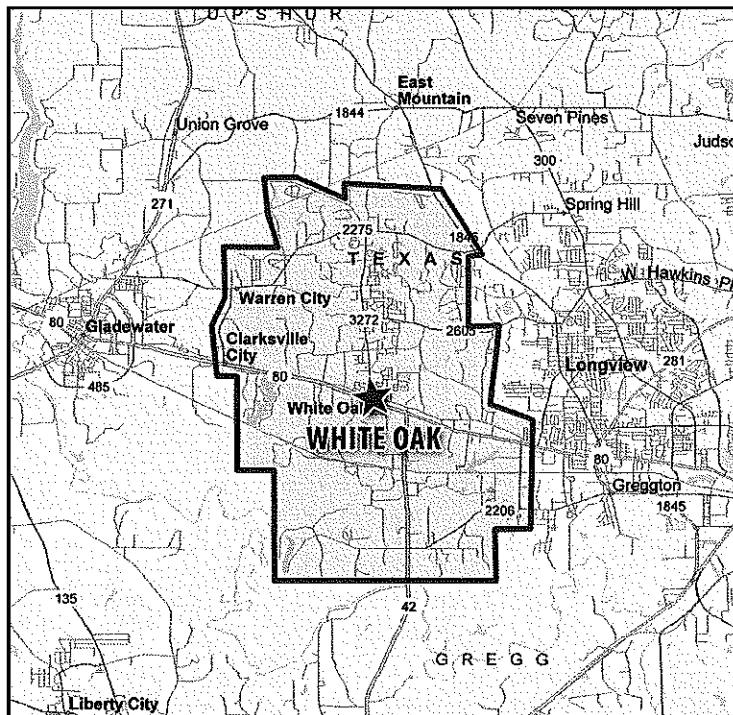 UPSHUR
East
Mountain
1844
Union Grove
Seven Pines
Judso
300
271
Spring Hill
2275
1845
TEXAS
W Hawkins P
Warren City
80
Gladewater
3272
2605
Clarksville
City
Longview
281
485
80
White Oak
WHITE OAK
80
Greggton
2206
1845
135
42
GREGG
Liberty City